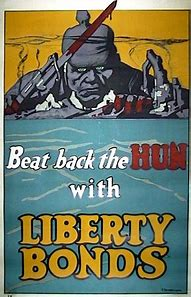 Beat back the HUN
with
LIBERTY
BONDS